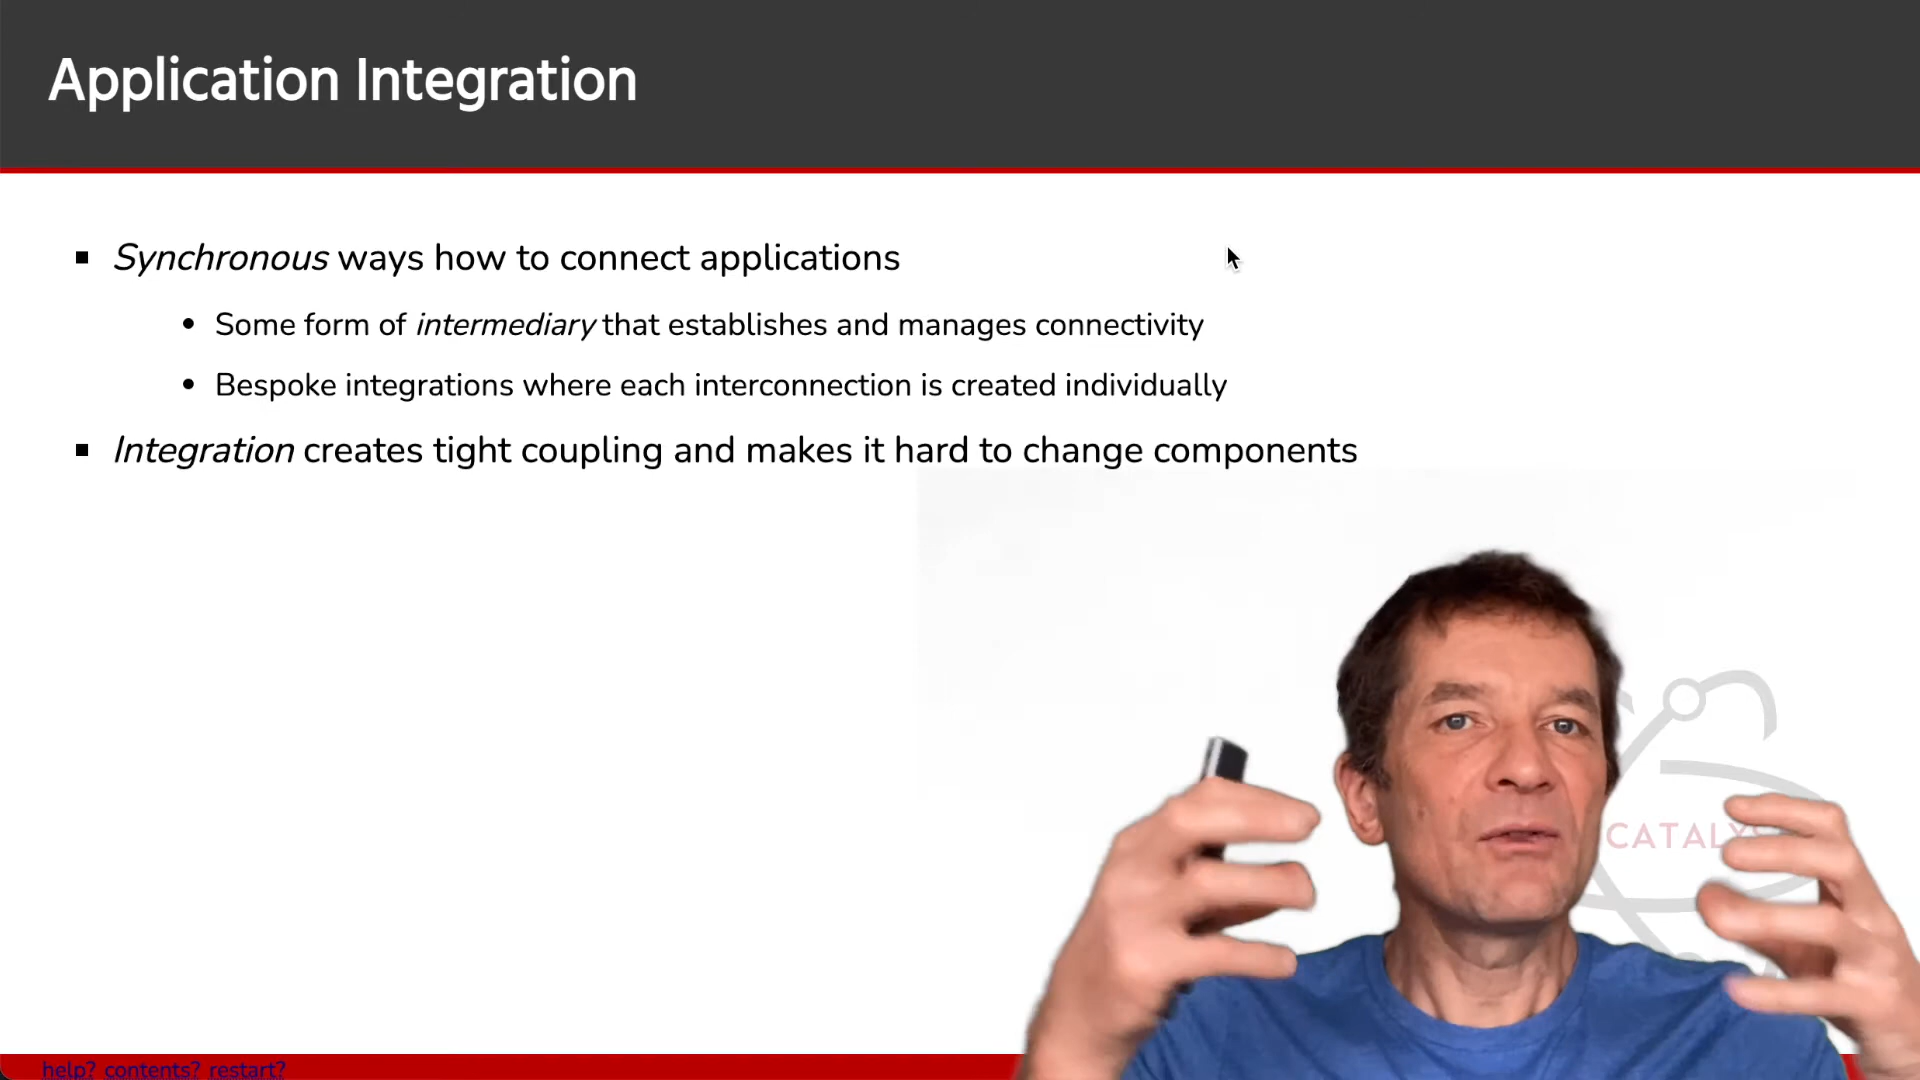 Application Integration
Synchronous ways how to connect applications
Some form of intermediary that establishes and manages connectivity
Bespoke integrations where each interconnection is created individually
Integration creates tight coupling and makes it hard to change components
CATALYS
help? contents? restart?